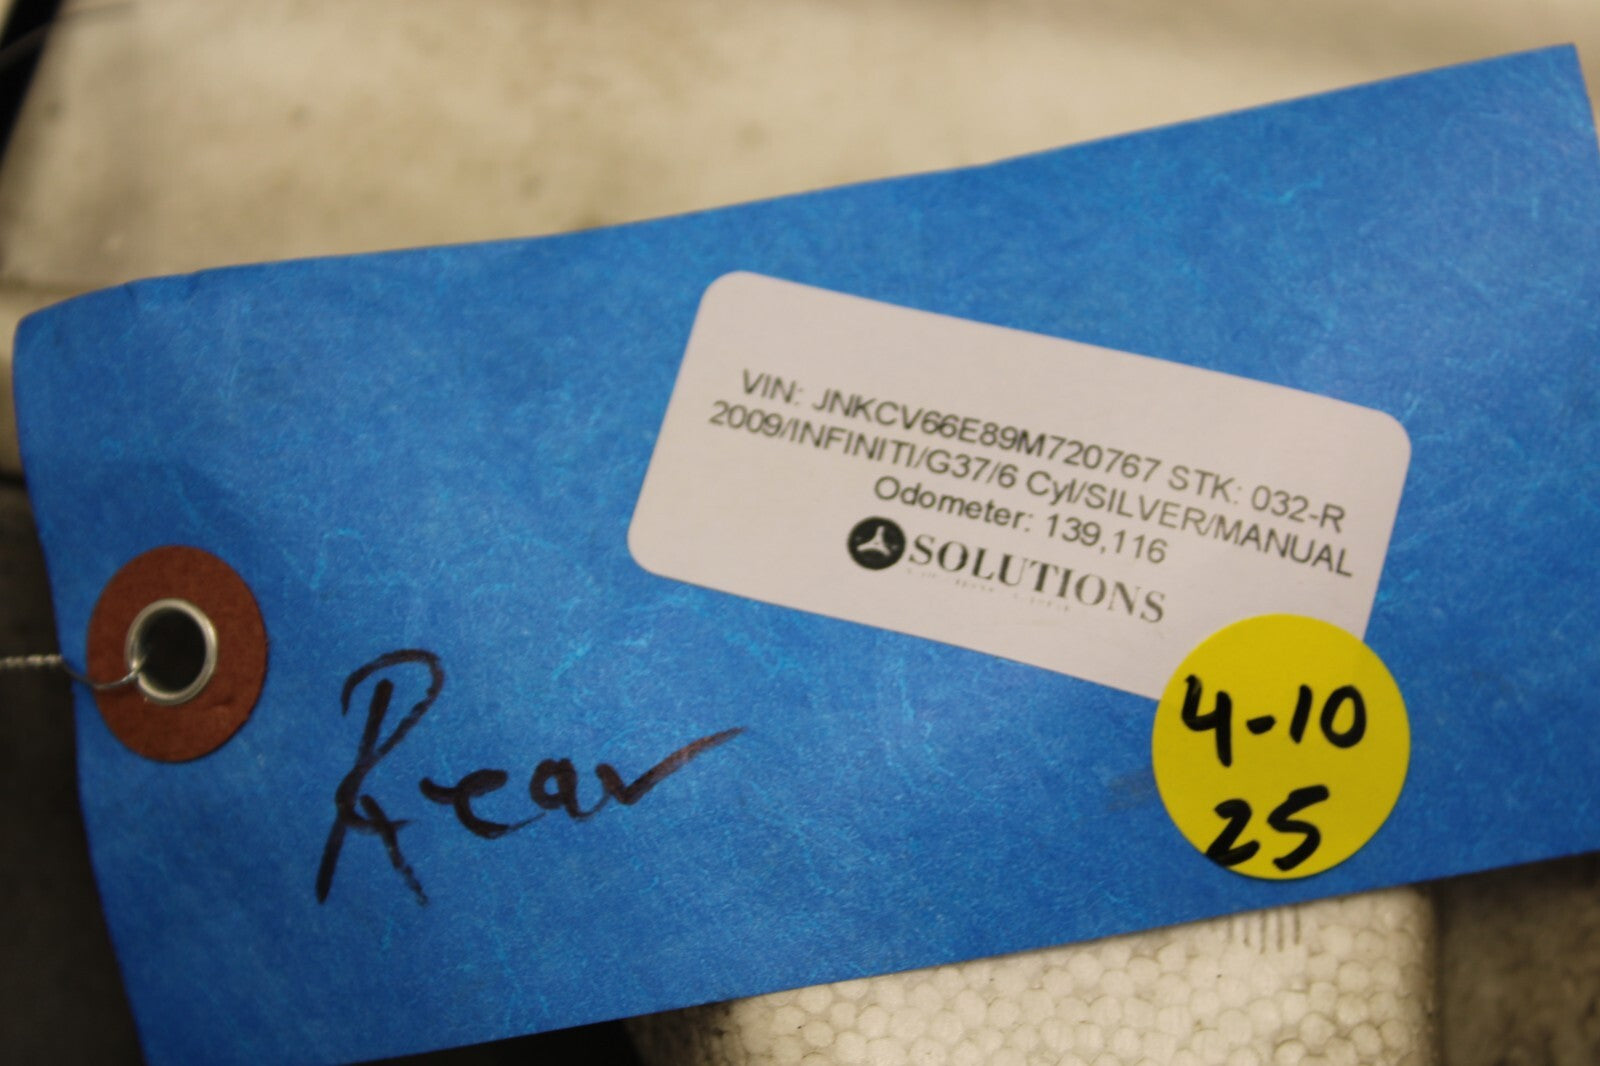 VIN: JNKCV66E89M720767 STK: 032-R
2009/INFINITI/G37/6 Cyl/SILVER/MANUAL
Odometer: 139,116
SOLUTIONS
Rear
4-10
25